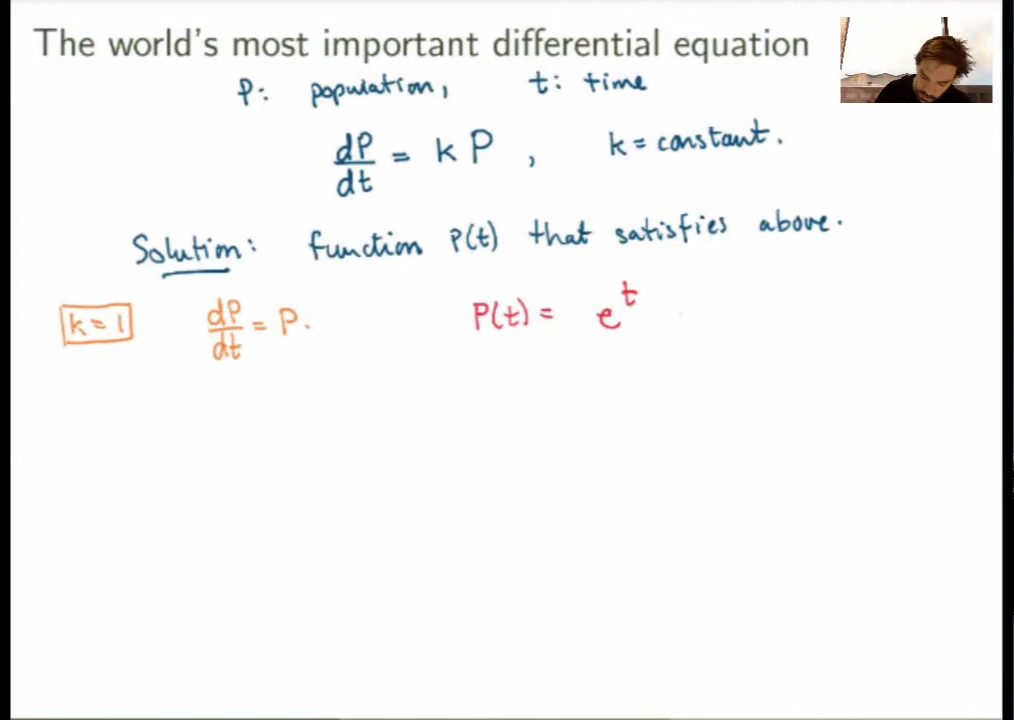 The world's most important differential equation
P: population, t: time
dP/dt = k P , k = constant.
Solution: function P(t) that satisfies above.
k = 1 dP/dt = P. P(t) = e^t